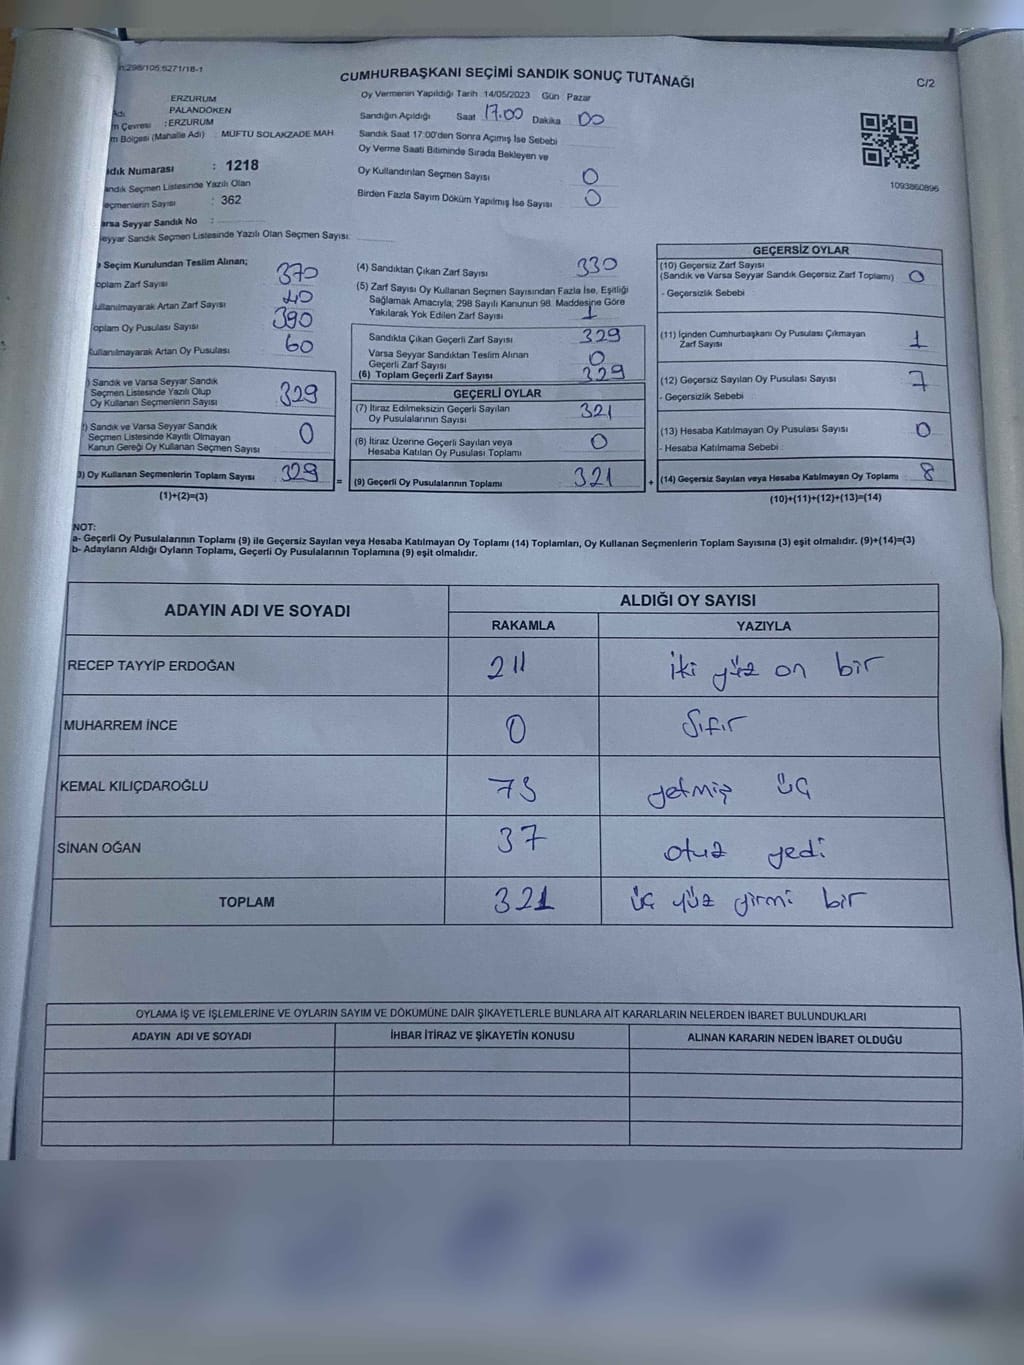 n:298/105:6271/18-1
CUMHURBAŞKANI SEÇİMİ SANDIK SONUÇ TUTANAĞI
C/2
ERZURUM
Adı PALANDÖKEN
m Çevresi : ERZURUM
m Bölgesi (Mahalle Adı) : MÜFTÜ SOLAKZADE MAH.
Oy Vermenin Yapıldığı Tarih 14/05/2023 Gün Pazar
Sandığın Açıldığı Saat 17.00 Dakika 00
Sandık Saat 17:00'den Sonra Açımış İse Sebebi
Oy Verme Saati Bitiminde Sırada Bekleyen ve
Oy Kullandırılan Seçmen Sayısı 0
Birden Fazla Sayım Döküm Yapılmış İse Sayısı 0
1093860896
ndık Numarası : 1218
andık Seçmen Listesinde Yazılı Olan
eçmenlerin Sayısı : 362
arsa Seyyar Sandık No :
eyyar Sandık Seçmen Listesinde Yazılı Olan Seçmen Sayısı:
Seçim Kurulundan Teslim Alınan;
oplam Zarf Sayısı 370
ullanılmayarak Artan Zarf Sayısı 40
oplam Oy Pusulası Sayısı 390
ullanılmayarak Artan Oy Pusulası 60
) Sandık ve Varsa Seyyar Sandık
Seçmen Listesinde Yazılı Olup
Oy Kullanan Seçmenlerin Sayısı 329
) Sandık ve Varsa Seyyar Sandık
Seçmen Listesinde Kayıtlı Olmayan
Kanun Gereği Oy Kullanan Seçmen Sayısı 0
3) Oy Kullanan Seçmenlerin Toplam Sayısı 329
(1)+(2)=(3)
(4) Sandıktan Çıkan Zarf Sayısı 330
(5) Zarf Sayısı Oy Kullanan Seçmen Sayısından Fazla İse, Eşitliği
Sağlamak Amacıyla; 298 Sayılı Kanunun 98. Maddesine Göre
Yakılarak Yok Edilen Zarf Sayısı 1
Sandıkta Çıkan Geçerli Zarf Sayısı 329
Varsa Seyyar Sandıktan Teslim Alınan
Geçerli Zarf Sayısı 0
(6) Toplam Geçerli Zarf Sayısı 329
GEÇERLİ OYLAR
(7) İtiraz Edilmeksizin Geçerli Sayılan
Oy Pusulalarının Sayısı 321
(8) İtiraz Üzerine Geçerli Sayılan veya
Hesaba Katılan Oy Pusulası Toplamı 0
= (9) Geçerli Oy Pusulalarının Toplamı 321
GEÇERSİZ OYLAR
(10) Geçersiz Zarf Sayısı
(Sandık ve Varsa Seyyar Sandık Geçersiz Zarf Toplamı) 0
- Geçersizlik Sebebi
(11) İçinden Cumhurbaşkanı Oy Pusulası Çıkmayan
Zarf Sayısı 1
(12) Geçersiz Sayılan Oy Pusulası Sayısı 7
- Geçersizlik Sebebi
(13) Hesaba Katılmayan Oy Pusulası Sayısı 0
- Hesaba Katılmama Sebebi
+ (14) Geçersiz Sayılan veya Hesaba Katılmayan Oy Toplamı 8
(10)+(11)+(12)+(13)=(14)
NOT:
a- Geçerli Oy Pusulalarının Toplamı (9) ile Geçersiz Sayılan veya Hesaba Katılmayan Oy Toplamı (14) Toplamları, Oy Kullanan Seçmenlerin Toplam Sayısına (3) eşit olmalıdır. (9)+(14)=(3)
b- Adayların Aldığı Oyların Toplamı, Geçerli Oy Pusulalarının Toplamına (9) eşit olmalıdır.
ADAYIN ADI VE SOYADI ALDIĞI OY SAYISI
RAKAMLA YAZIYLA
RECEP TAYYİP ERDOĞAN 211 iki yüz on bir
MUHARREM İNCE 0 Sıfır
KEMAL KILIÇDAROĞLU 73 yetmiş üç
SİNAN OĞAN 37 otuz yedi
TOPLAM 321 üç yüz yirmi bir
OYLAMA İŞ VE İŞLEMLERİNE VE OYLARIN SAYIM VE DÖKÜMÜNE DAİR ŞİKAYETLERLE BUNLARA AİT KARARLARIN NELERDEN İBARET BULUNDUKLARI
ADAYIN ADI VE SOYADI İHBAR İTİRAZ VE ŞİKAYETİN KONUSU ALINAN KARARIN NEDEN İBARET OLDUĞU